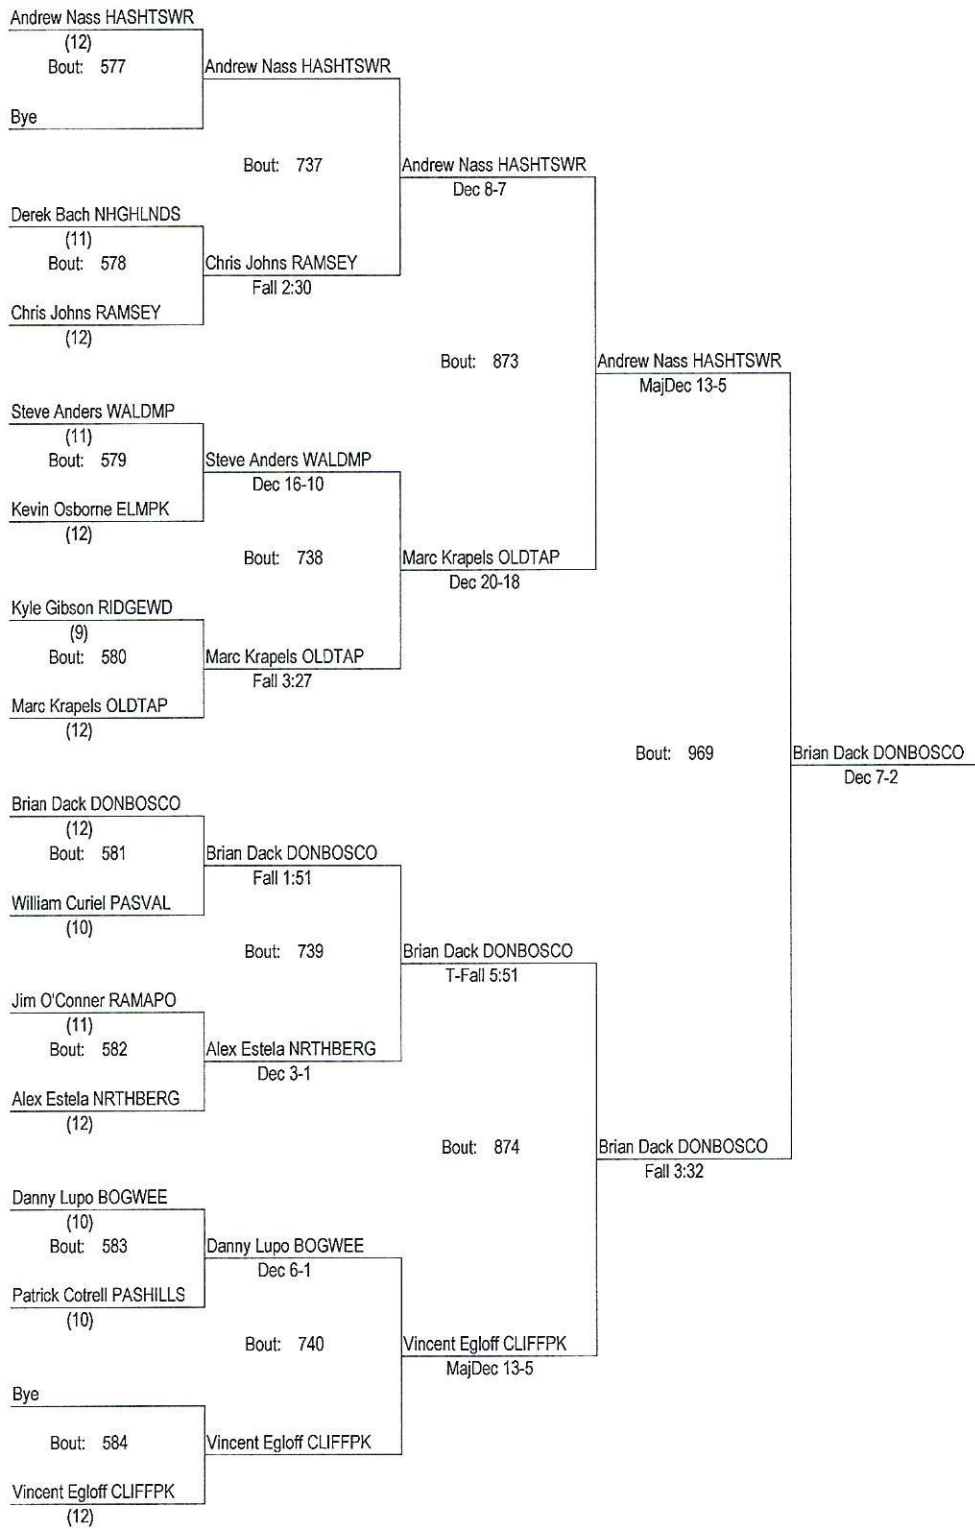 Andrew Nass HASHTSWR
(12)
Bout: 577
Andrew Nass HASHTSWR
Bye
Bout: 737
Andrew Nass HASHTSWR
Dec 8-7
Derek Bach NHGHLNDS
(11)
Bout: 578
Chris Johns RAMSEY
Fall 2:30
Chris Johns RAMSEY
(12)
Bout: 873
Andrew Nass HASHTSWR
MajDec 13-5
Steve Anders WALDMP
(11)
Bout: 579
Steve Anders WALDMP
Dec 16-10
Kevin Osborne ELMPK
(12)
Bout: 738
Marc Krapels OLDTAP
Dec 20-18
Kyle Gibson RIDGEWD
(9)
Bout: 580
Marc Krapels OLDTAP
Fall 3:27
Marc Krapels OLDTAP
(12)
Bout: 969
Brian Dack DONBOSCO
Dec 7-2
Brian Dack DONBOSCO
(12)
Bout: 581
Brian Dack DONBOSCO
Fall 1:51
William Curiel PASVAL
(10)
Bout: 739
Brian Dack DONBOSCO
T-Fall 5:51
Jim O'Conner RAMAPO
(11)
Bout: 582
Alex Estela NRTHBERG
Dec 3-1
Alex Estela NRTHBERG
(12)
Bout: 874
Brian Dack DONBOSCO
Fall 3:32
Danny Lupo BOGWEE
(10)
Bout: 583
Danny Lupo BOGWEE
Dec 6-1
Patrick Cotrell PASHILLS
(10)
Bout: 740
Vincent Egloff CLIFFPK
MajDec 13-5
Bye
Bout: 584
Vincent Egloff CLIFFPK
Vincent Egloff CLIFFPK
(12)